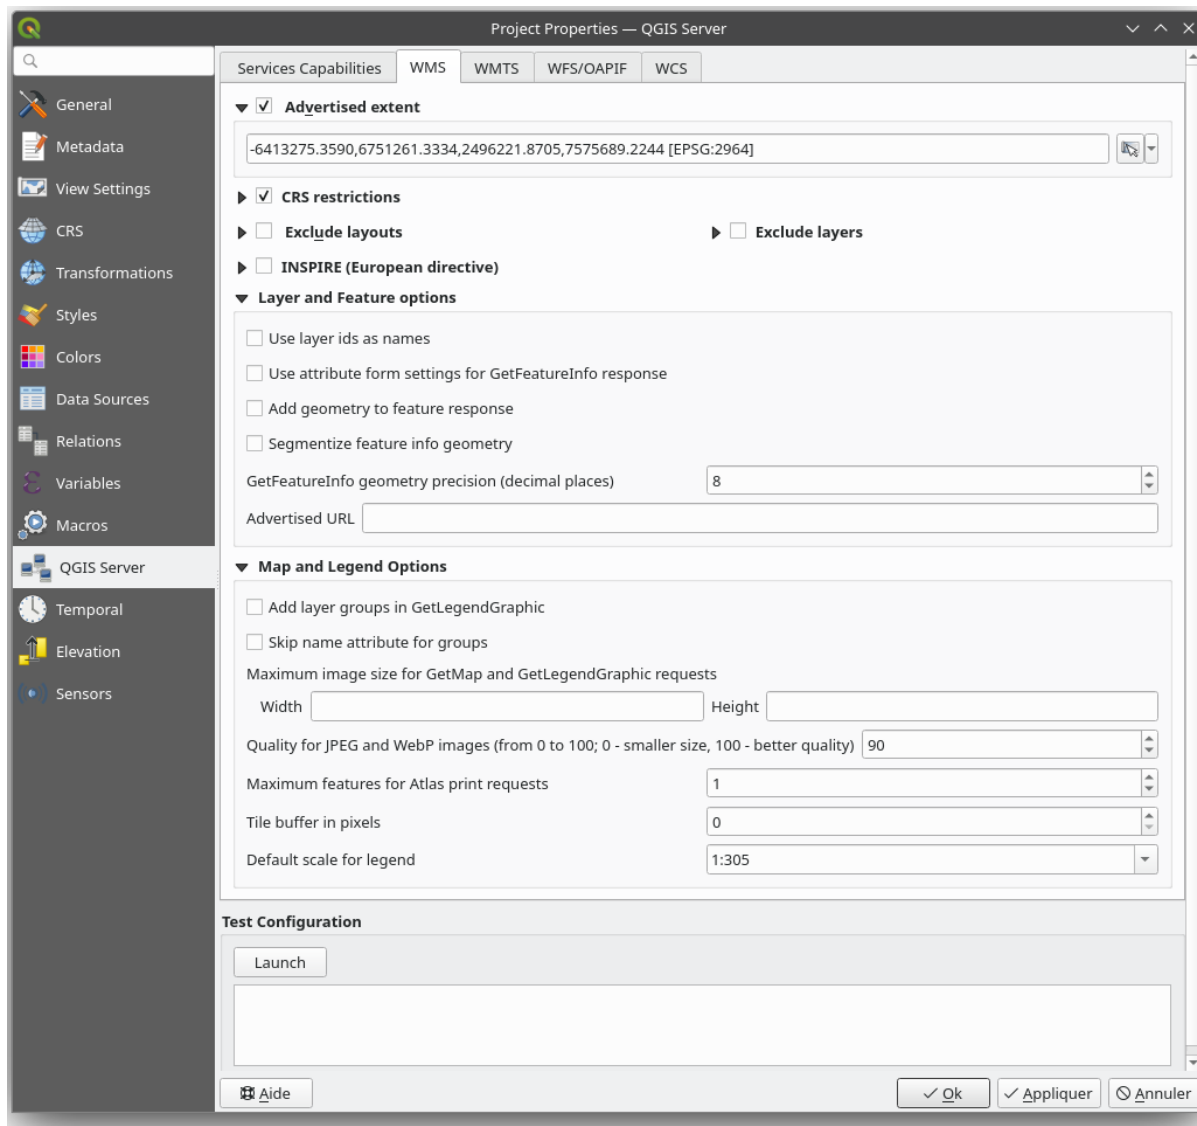 Project Properties — QGIS Server
Services Capabilities WMS WMTS WFS/OAPIF WCS
General
Metadata
View Settings
CRS
Transformations
Styles
Colors
Data Sources
Relations
Variables
Macros
QGIS Server
Temporal
Elevation
Sensors
Advertised extent
-6413275.3590,6751261.3334,2496221.8705,7575689.2244 [EPSG:2964]
CRS restrictions
Exclude layouts Exclude layers
INSPIRE (European directive)
Layer and Feature options
Use layer ids as names
Use attribute form settings for GetFeatureInfo response
Add geometry to feature response
Segmentize feature info geometry
GetFeatureInfo geometry precision (decimal places) 8
Advertised URL
Map and Legend Options
Add layer groups in GetLegendGraphic
Skip name attribute for groups
Maximum image size for GetMap and GetLegendGraphic requests
Width Height
Quality for JPEG and WebP images (from 0 to 100; 0 - smaller size, 100 - better quality) 90
Maximum features for Atlas print requests 1
Tile buffer in pixels 0
Default scale for legend 1:305
Test Configuration
Launch
Aide Ok Appliquer Annuler